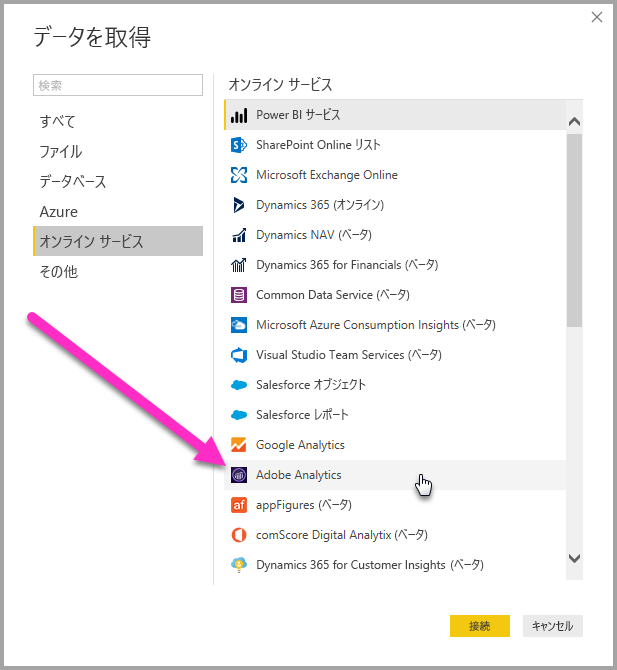 データを取得
検索
すべて
ファイル
データベース
Azure
オンライン サービス
その他
オンライン サービス
Power BI サービス
SharePoint Online リスト
Microsoft Exchange Online
Dynamics 365 (オンライン)
Dynamics NAV (ベータ)
Dynamics 365 for Financials (ベータ)
Common Data Service (ベータ)
Microsoft Azure Consumption Insights (ベータ)
Visual Studio Team Services (ベータ)
Salesforce オブジェクト
Salesforce レポート
Google Analytics
Adobe Analytics
appFigures (ベータ)
comScore Digital Analytix (ベータ)
Dynamics 365 for Customer Insights (ベータ)
接続
キャンセル